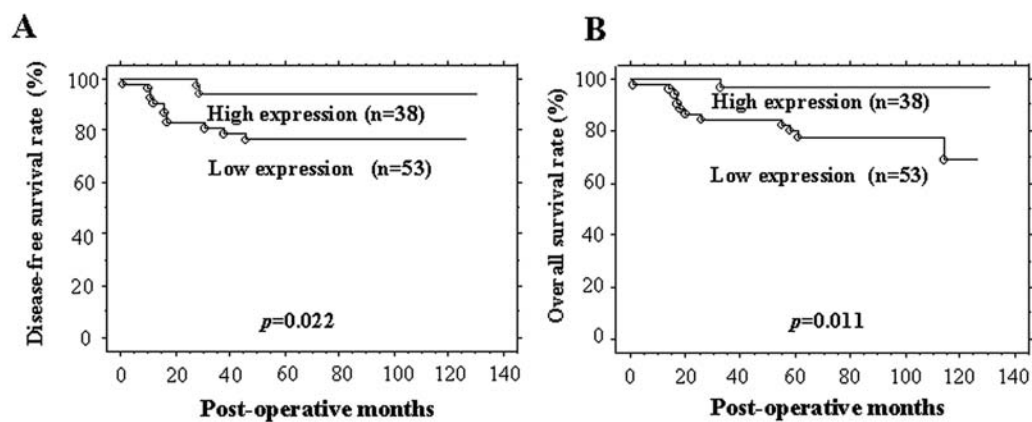 A
Disease-free survival rate (%)
100
80
60
40
20
0
High expression (n=38)
Low expression (n=53)
p=0.022
0 20 40 60 80 100 120 140
Post-operative months
B
Overall survival rate (%)
100
80
60
40
20
0
High expression (n=38)
Low expression (n=53)
p=0.011
0 20 40 60 80 100 120 140
Post-operative months